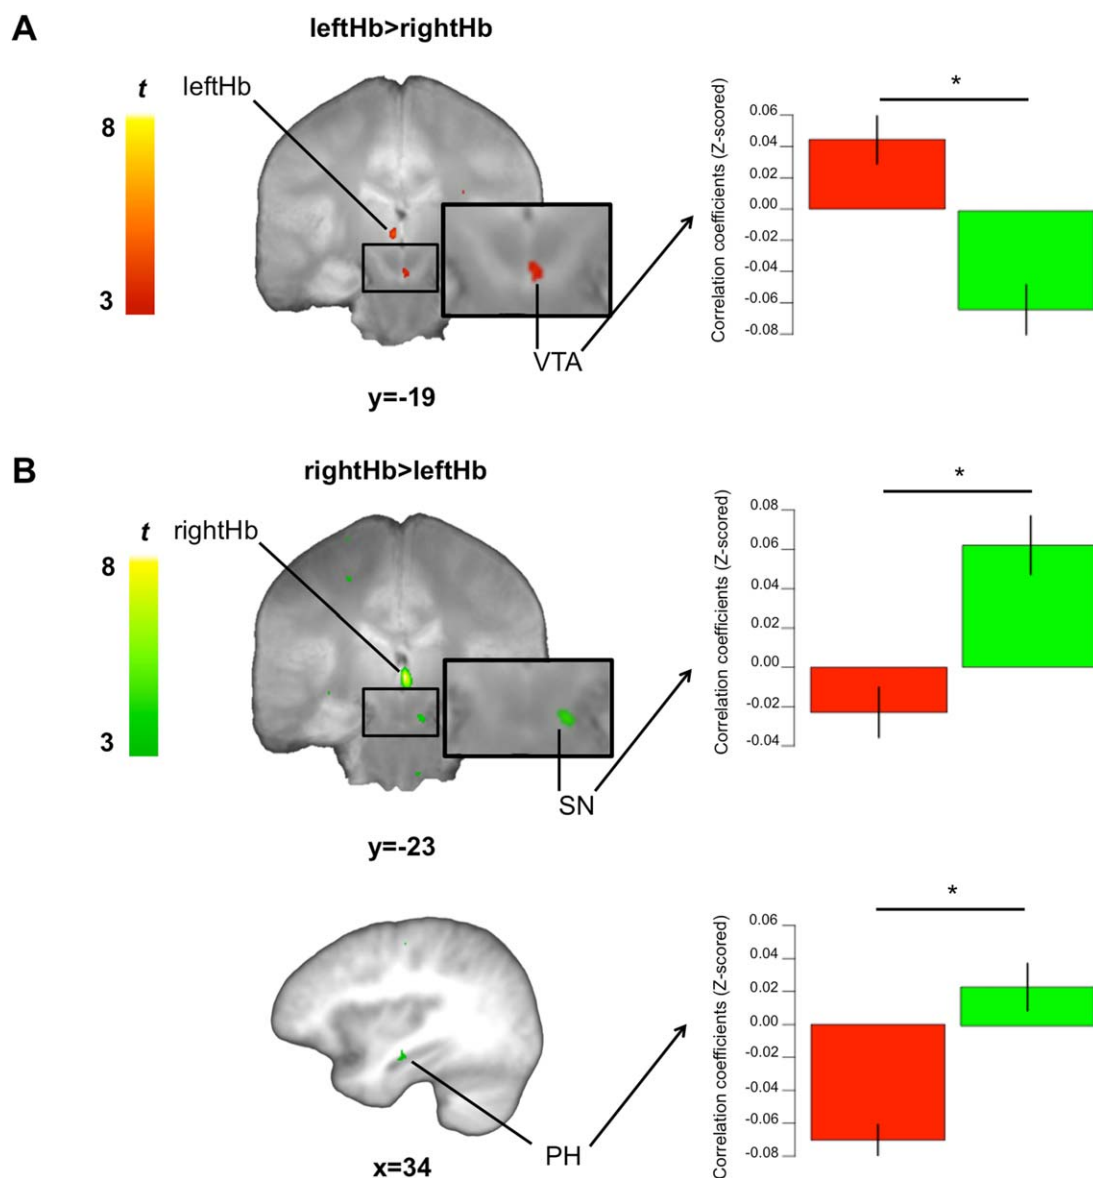 A
leftHb>rightHb
t
8
3
leftHb
VTA
y=-19
*
Correlation coefficients (Z-scored)
0.06
0.04
0.02
0.00
-0.02
-0.04
-0.06
-0.08
B
rightHb>leftHb
t
8
3
rightHb
SN
y=-23
*
Correlation coefficients (Z-scored)
0.08
0.06
0.04
0.02
0.00
-0.02
-0.04
PH
x=34
*
Correlation coefficients (Z-scored)
0.06
0.04
0.02
0.00
-0.02
-0.04
-0.06
-0.08